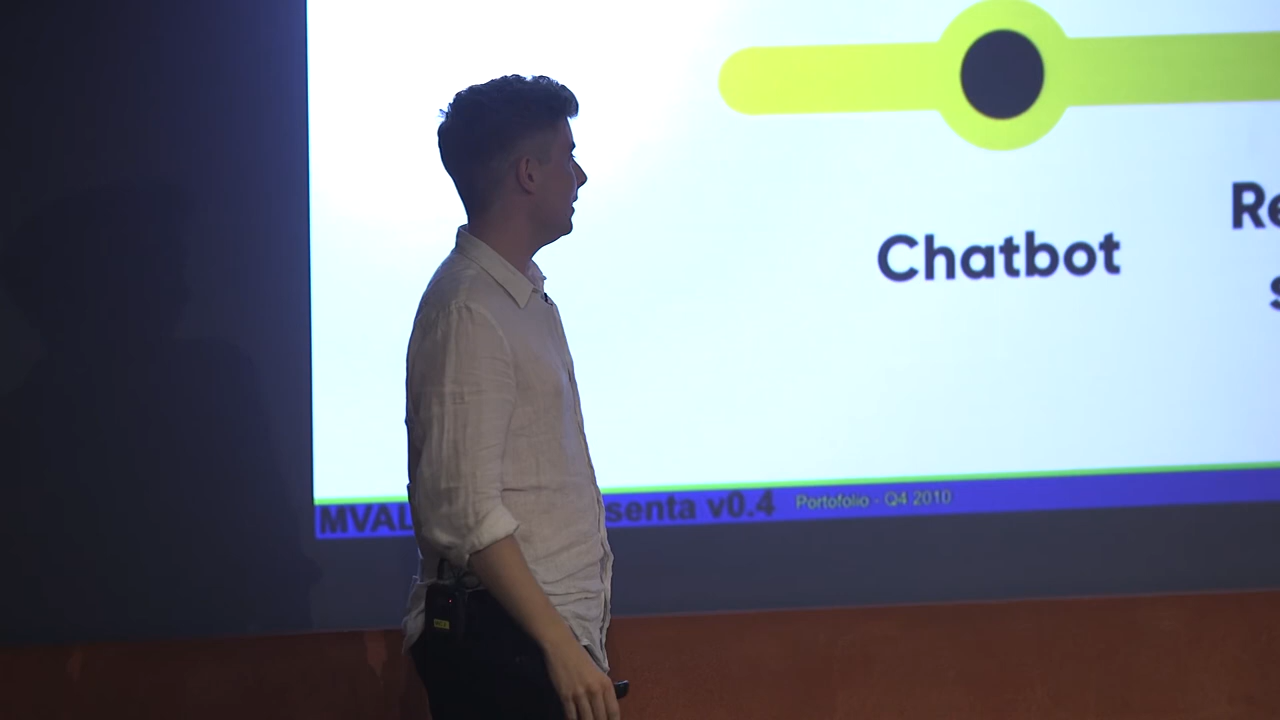 Chatbot
Re
s
MVAL senta v0.4
Portofolio - Q4 2010